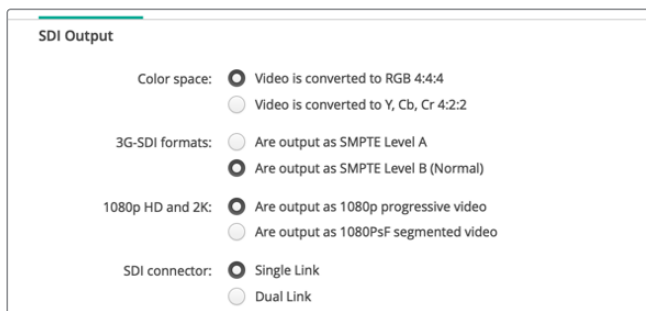 SDI Output
Color space: Video is converted to RGB 4:4:4
Video is converted to Y, Cb, Cr 4:2:2
3G-SDI formats: Are output as SMPTE Level A
Are output as SMPTE Level B (Normal)
1080p HD and 2K: Are output as 1080p progressive video
Are output as 1080PsF segmented video
SDI connector: Single Link
Dual Link